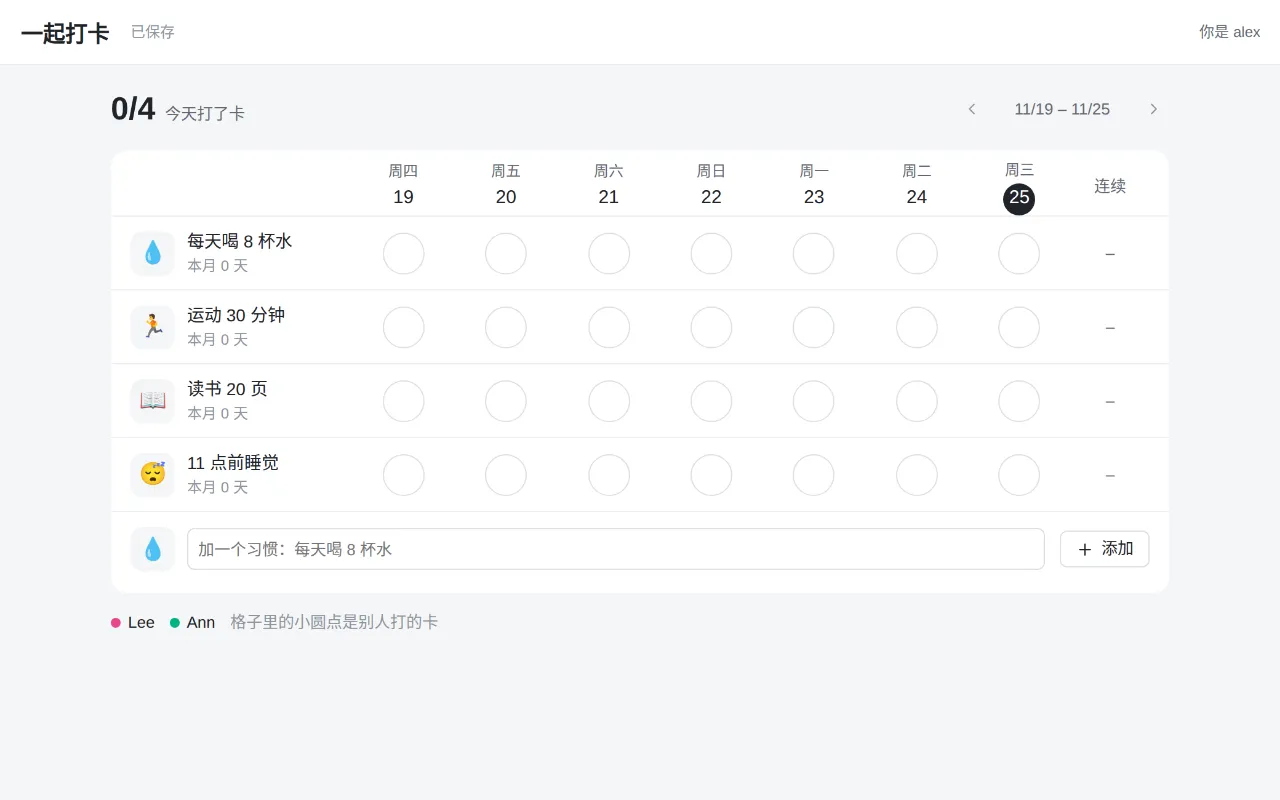 一起打卡 已保存 你是 alex
0/4 今天打了卡 11/19 – 11/25
周四 周五 周六 周日 周一 周二 周三 连续
19 20 21 22 23 24 25
每天喝 8 杯水
本月 0 天
–
运动 30 分钟
本月 0 天
–
读书 20 页
本月 0 天
–
11 点前睡觉
本月 0 天
–
加一个习惯：每天喝 8 杯水 + 添加
Lee Ann 格子里的小圆点是别人打的卡